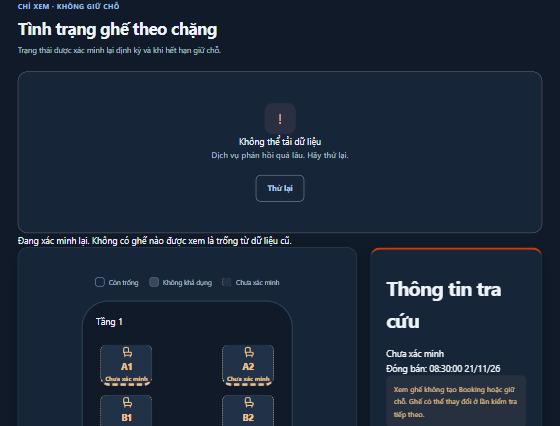 CHỈ XEM · KHÔNG GIỮ CHỖ
Tình trạng ghế theo chặng
Trạng thái được xác minh lại định kỳ và khi hết hạn giữ chỗ.
!
Không thể tải dữ liệu
Dịch vụ phản hồi quá lâu. Hãy thử lại.
Thử lại
Đang xác minh lại. Không có ghế nào được xem là trống từ dữ liệu cũ.
Còn trống
Không khả dụng
Chưa xác minh
Tầng 1
A1
Chưa xác minh
A2
Chưa xác minh
B1
B2
Thông tin tra
cứu
Chưa xác minh
Đóng bán: 08:30:00 21/11/26
Xem ghế không tạo Booking hoặc giữ
chỗ. Ghế có thể thay đổi ở lần kiểm tra
tiếp theo.